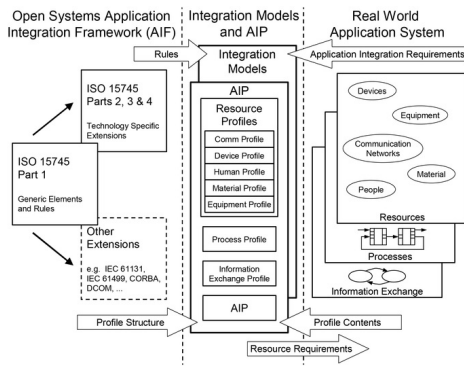 Open Systems Application
Integration Framework (AIF)
Integration Models
and AIP
Real World
Application System
Rules
Integration
Models
Application Integration Requirements
ISO 15745
Parts 2, 3 & 4
Technology Specific
Extensions
ISO 15745
Part 1
Generic Elements
and Rules
Other
Extensions
e.g. IEC 61131,
IEC 61499, CORBA,
DCOM, ...
AIP
Resource
Profiles
Comm Profile
Device Profile
Human Profile
Material Profile
Equipment Profile
Process Profile
Information
Exchange Profile
AIP
Devices
Equipment
Communication
Networks
Material
People
Resources
Processes
Information Exchange
Profile Structure
Profile Contents
Resource Requirements